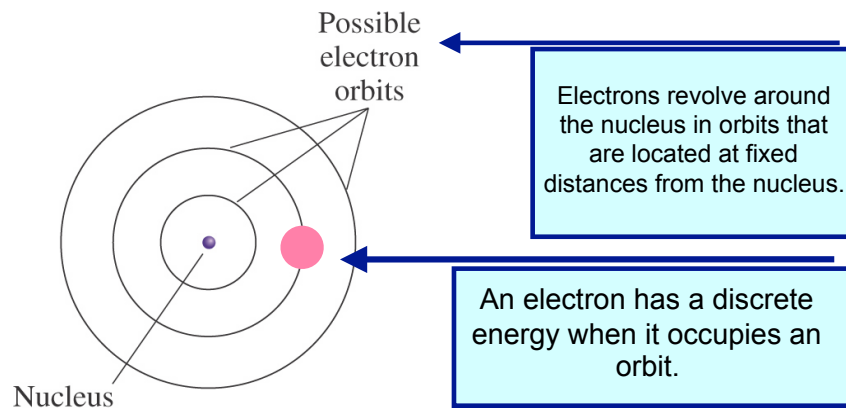 Possible
electron
orbits
Electrons revolve around
the nucleus in orbits that
are located at fixed
distances from the nucleus.
An electron has a discrete
energy when it occupies an
orbit.
Nucleus